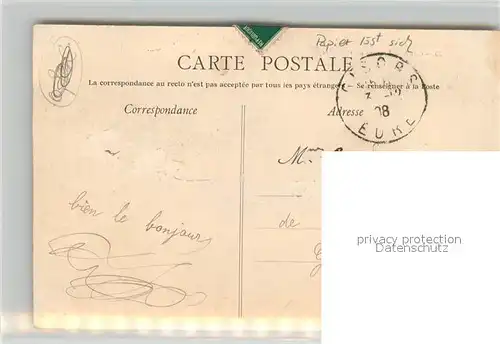 Papier löst sich
CARTE POSTALE
La correspondance au recto n'est pas acceptée par tous les pays étrangers — Se renseigner à la Poste
Correspondance
Adresse
GISORS
08
EURE
bien le bonjour
de
privacy protection
Datenschutz